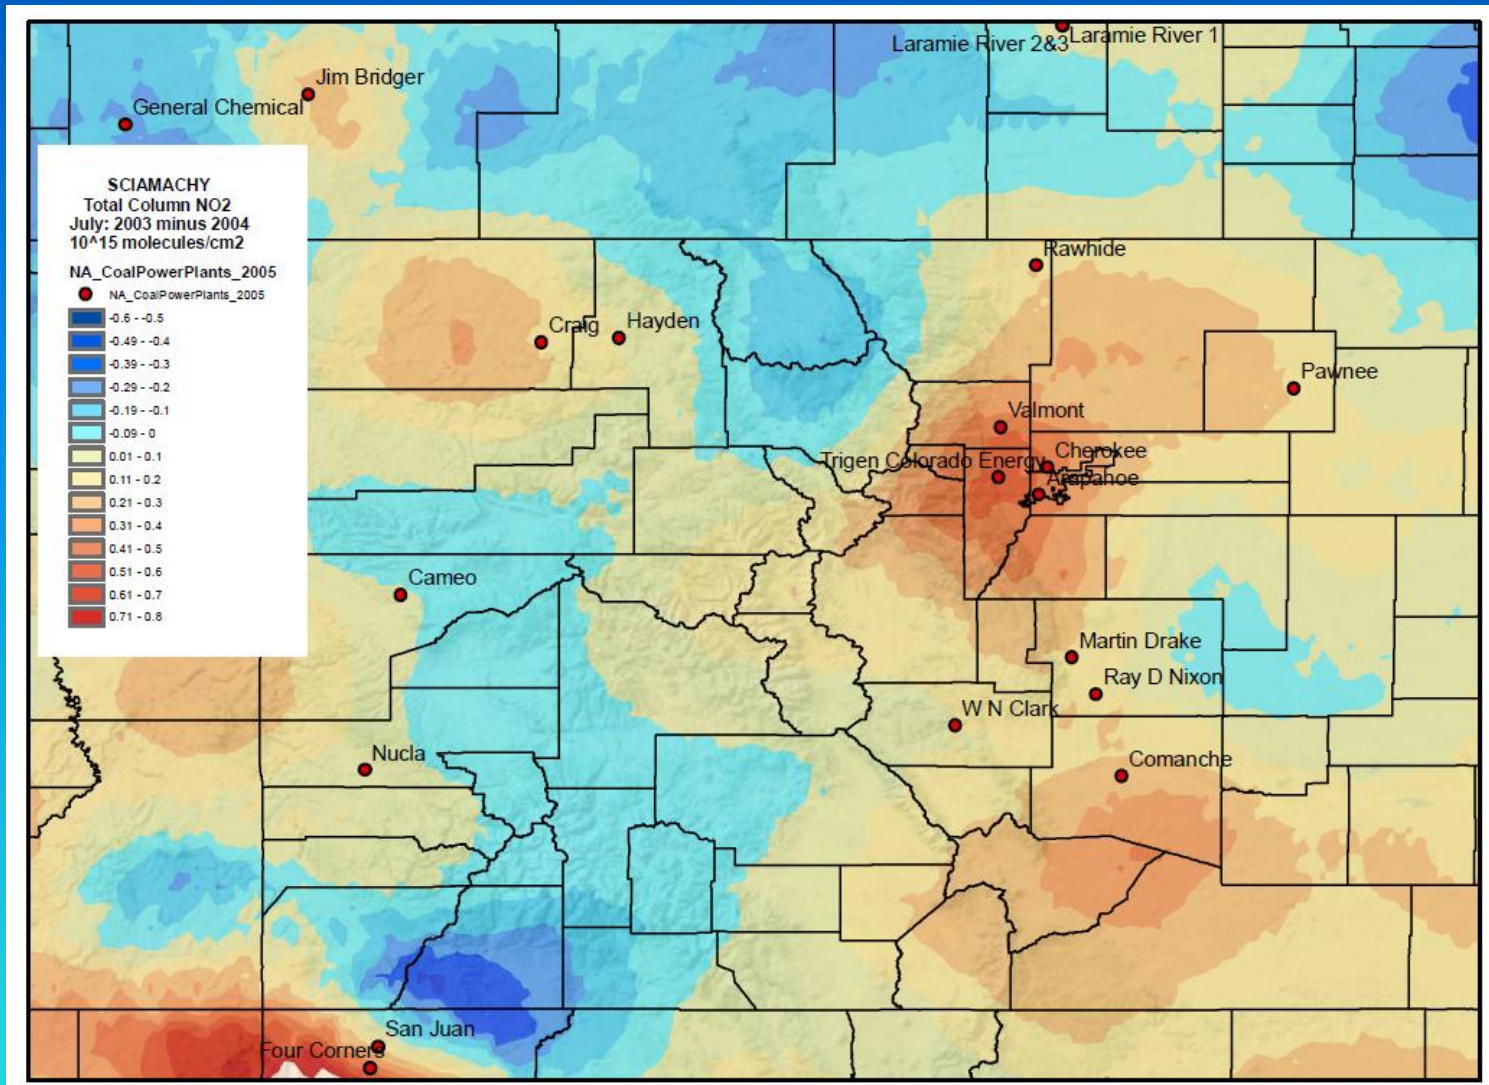 Laramie River 2&3
Laramie River 1
Jim Bridger
General Chemical
SCIAMACHY
Total Column NO2
July: 2003 minus 2004
10^15 molecules/cm2
NA_CoalPowerPlants_2005
NA_CoalPowerPlants_2005
-0.6 - -0.5
-0.49 - -0.4
-0.39 - -0.3
-0.29 - -0.2
-0.19 - -0.1
-0.09 - 0
0.01 - 0.1
0.11 - 0.2
0.21 - 0.3
0.31 - 0.4
0.41 - 0.5
0.51 - 0.6
0.61 - 0.7
0.71 - 0.8
Rawhide
Craig
Hayden
Pawnee
Valmont
Cherokee
Trigen Colorado Energy
Arapahoe
Cameo
Martin Drake
Ray D Nixon
W N Clark
Nucla
Comanche
San Juan
Four Corners